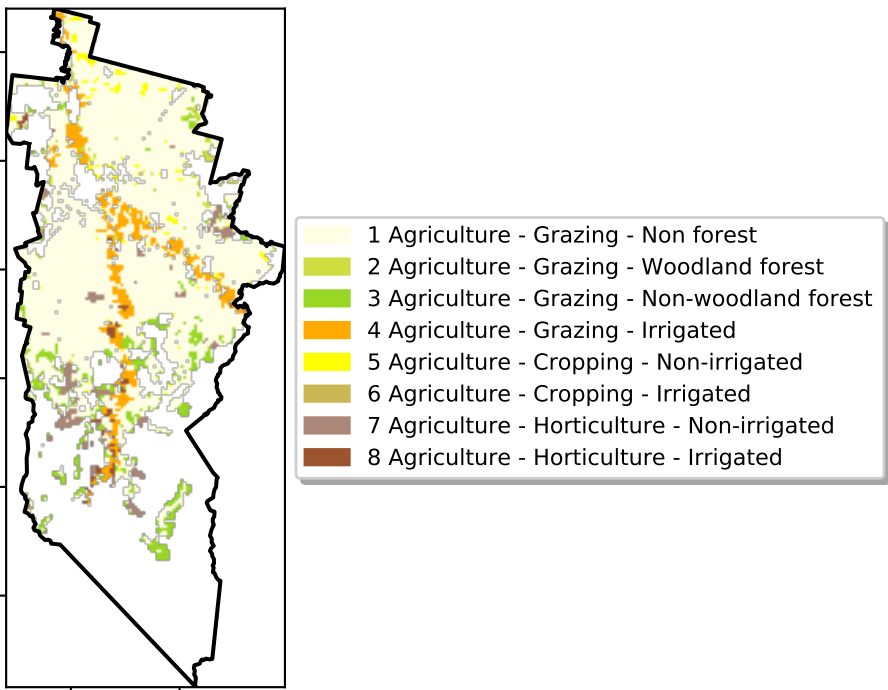 1 Agriculture - Grazing - Non forest
2 Agriculture - Grazing - Woodland forest
3 Agriculture - Grazing - Non-woodland forest
4 Agriculture - Grazing - Irrigated
5 Agriculture - Cropping - Non-irrigated
6 Agriculture - Cropping - Irrigated
7 Agriculture - Horticulture - Non-irrigated
8 Agriculture - Horticulture - Irrigated